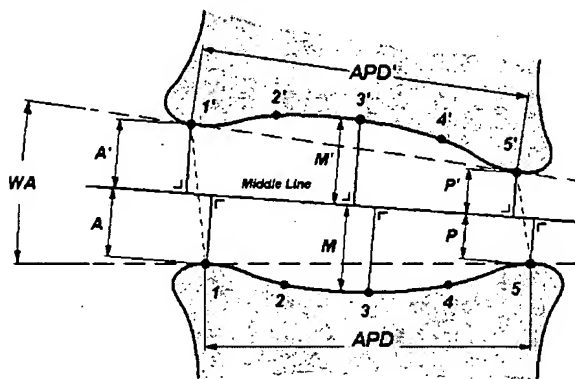 APD'
1' 2' 3' 4' 5'
A' M' P'
WA
Middle Line
A M P
1 2 3 4 5
APD